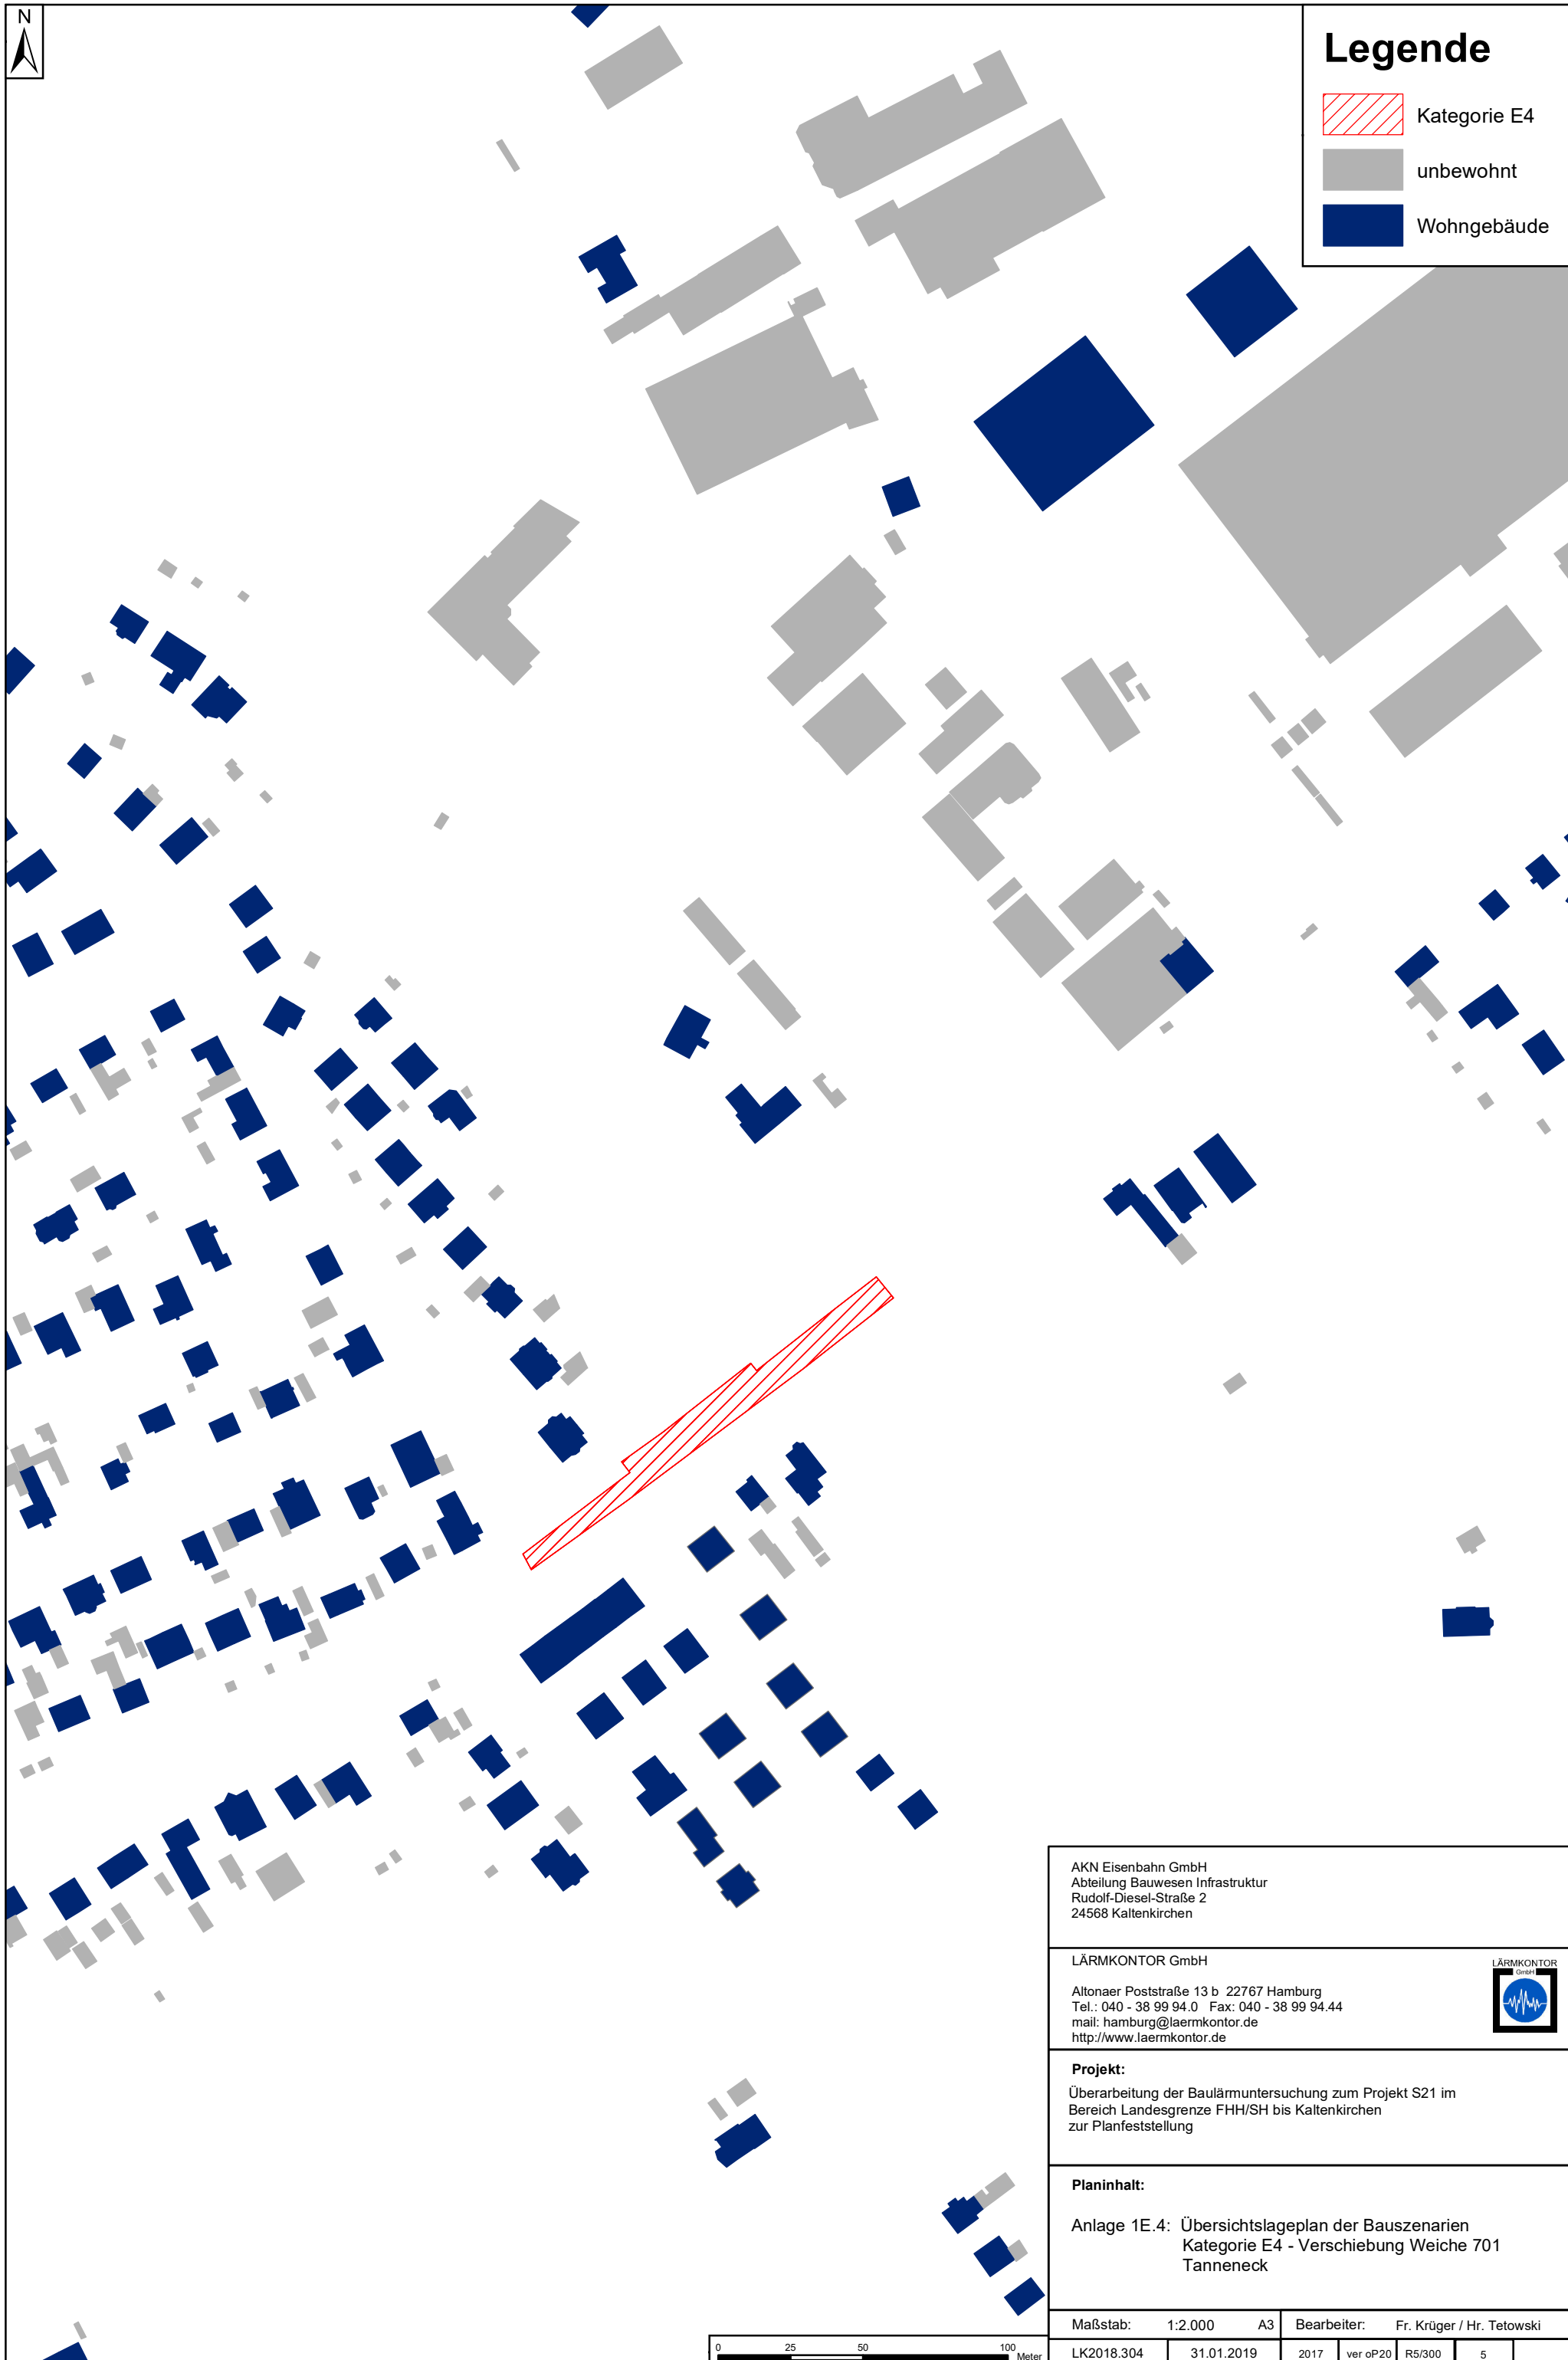 N
Legende
Kategorie E4
unbewohnt
Wohngebäude
AKN Eisenbahn GmbH
Abteilung Bauwesen Infrastruktur
Rudolf-Diesel-Straße 2
24568 Kaltenkirchen
LÄRMKONTOR GmbH
Altonaer Poststraße 13 b 22767 Hamburg
Tel.: 040 - 38 99 94.0 Fax: 040 - 38 99 94.44
mail: hamburg@laermkontor.de
http://www.laermkontor.de
LÄRMKONTOR
GmbH
Projekt:
Überarbeitung der Baulärmuntersuchung zum Projekt S21 im
Bereich Landesgrenze FHH/SH bis Kaltenkirchen
zur Planfeststellung
Planinhalt:
Anlage 1E.4: Übersichtslageplan der Bauszenarien
Kategorie E4 - Verschiebung Weiche 701
Tanneneck
Maßstab: 1:2.000 A3 Bearbeiter: Fr. Krüger / Hr. Tetowski
LK2018.304 31.01.2019 2017 ver oP20 R5/300 5
0 25 50 100
Meter